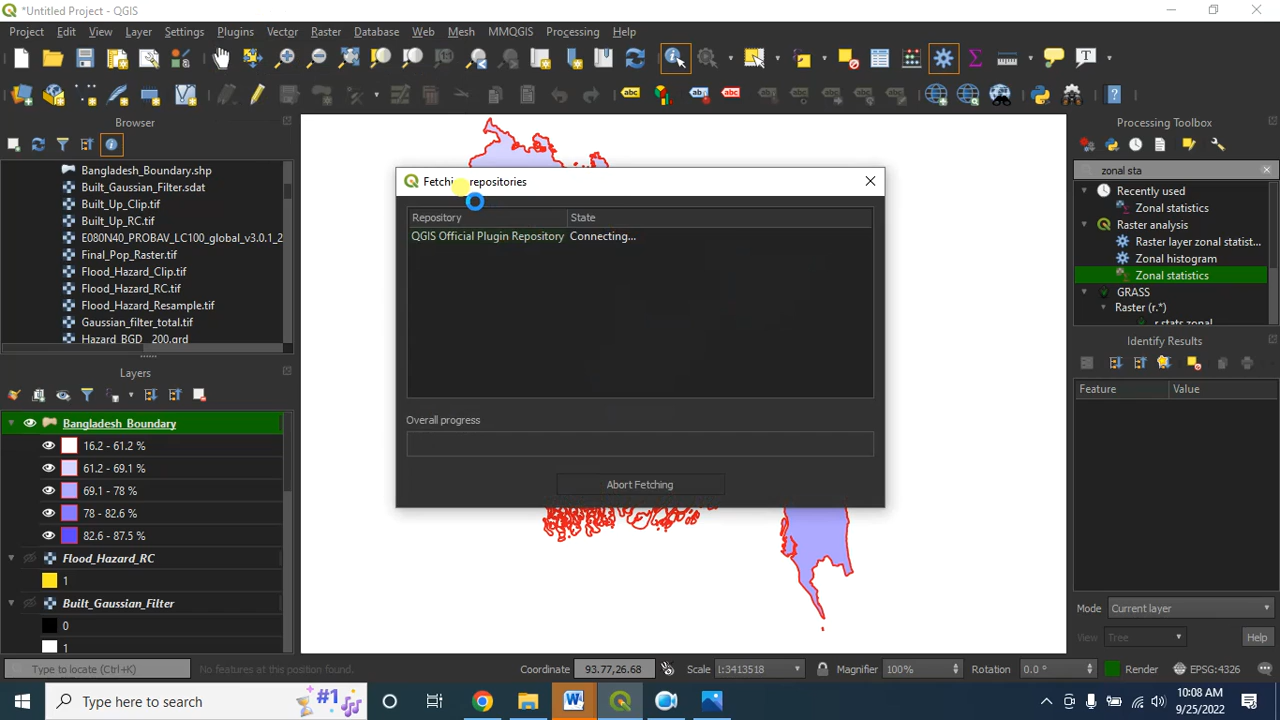 *Untitled Project - QGIS
Project Edit View Layer Settings Plugins Vector Raster Database Web Mesh MMQGIS Processing Help
Browser
Bangladesh_Boundary.shp
Built_Gaussian_Filter.sdat
Built_Up_Clip.tif
Built_Up_RC.tif
E080N40_PROBAV_LC100_global_v3.0.1_2
Final_Pop_Raster.tif
Flood_Hazard_Clip.tif
Flood_Hazard_RC.tif
Flood_Hazard_Resample.tif
Gaussian_filter_total.tif
Hazard_BGD_200.grd
Layers
Bangladesh_Boundary
16.2 - 61.2 %
61.2 - 69.1 %
69.1 - 78 %
78 - 82.6 %
82.6 - 87.5 %
Flood_Hazard_RC
1
Built_Gaussian_Filter
0
1
Fetching repositories
Repository State
QGIS Official Plugin Repository Connecting...
Overall progress
Abort Fetching
Processing Toolbox
zonal sta
Recently used
Zonal statistics
Raster analysis
Raster layer zonal statist...
Zonal histogram
Zonal statistics
GRASS
Raster (r.*)
r.stats.zonal
Identify Results
Feature Value
Mode Current layer
View Tree Help
Type to locate (Ctrl+K) No features at this position found. Coordinate 93.77,26.68 Scale 1:3413518 Magnifier 100% Rotation 0.0 ° Render EPSG:4326
Type here to search #1 10:08 AM
9/25/2022